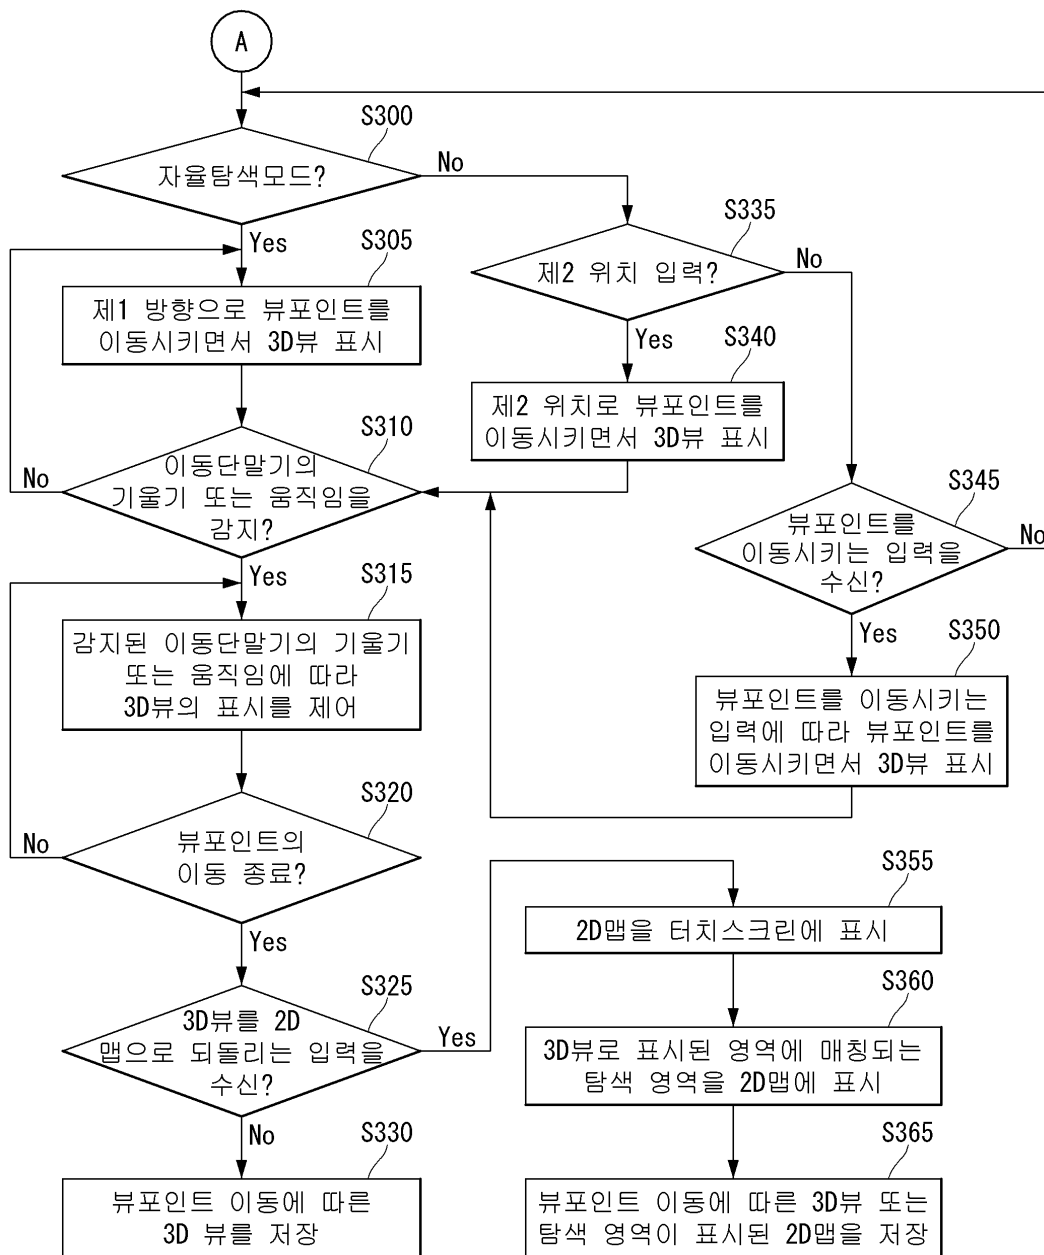 A
S300
자율탐색모드?
No
Yes
S305
제1 방향으로 뷰포인트를
이동시키면서 3D뷰 표시
S335
제2 위치 입력?
No
Yes
S340
제2 위치로 뷰포인트를
이동시키면서 3D뷰 표시
S310
이동단말기의
기울기 또는 움직임을
감지?
No
Yes
S345
뷰포인트를
이동시키는 입력을
수신?
No
Yes
S315
감지된 이동단말기의 기울기
또는 움직임에 따라
3D뷰의 표시를 제어
S350
뷰포인트를 이동시키는
입력에 따라 뷰포인트를
이동시키면서 3D뷰 표시
S320
뷰포인트의
이동 종료?
No
Yes
S325
3D뷰를 2D
맵으로 되돌리는 입력을
수신?
Yes
No
S330
뷰포인트 이동에 따른
3D 뷰를 저장
S355
2D맵을 터치스크린에 표시
S360
3D뷰로 표시된 영역에 매칭되는
탐색 영역을 2D맵에 표시
S365
뷰포인트 이동에 따른 3D뷰 또는
탐색 영역이 표시된 2D맵을 저장